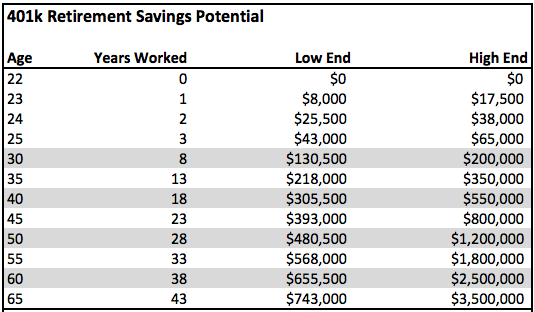 401k Retirement Savings Potential
Age Years Worked Low End High End
22 0 $0 $0
23 1 $8,000 $17,500
24 2 $25,500 $38,000
25 3 $43,000 $65,000
30 8 $130,500 $200,000
35 13 $218,000 $350,000
40 18 $305,500 $550,000
45 23 $393,000 $800,000
50 28 $480,500 $1,200,000
55 33 $568,000 $1,800,000
60 38 $655,500 $2,500,000
65 43 $743,000 $3,500,000